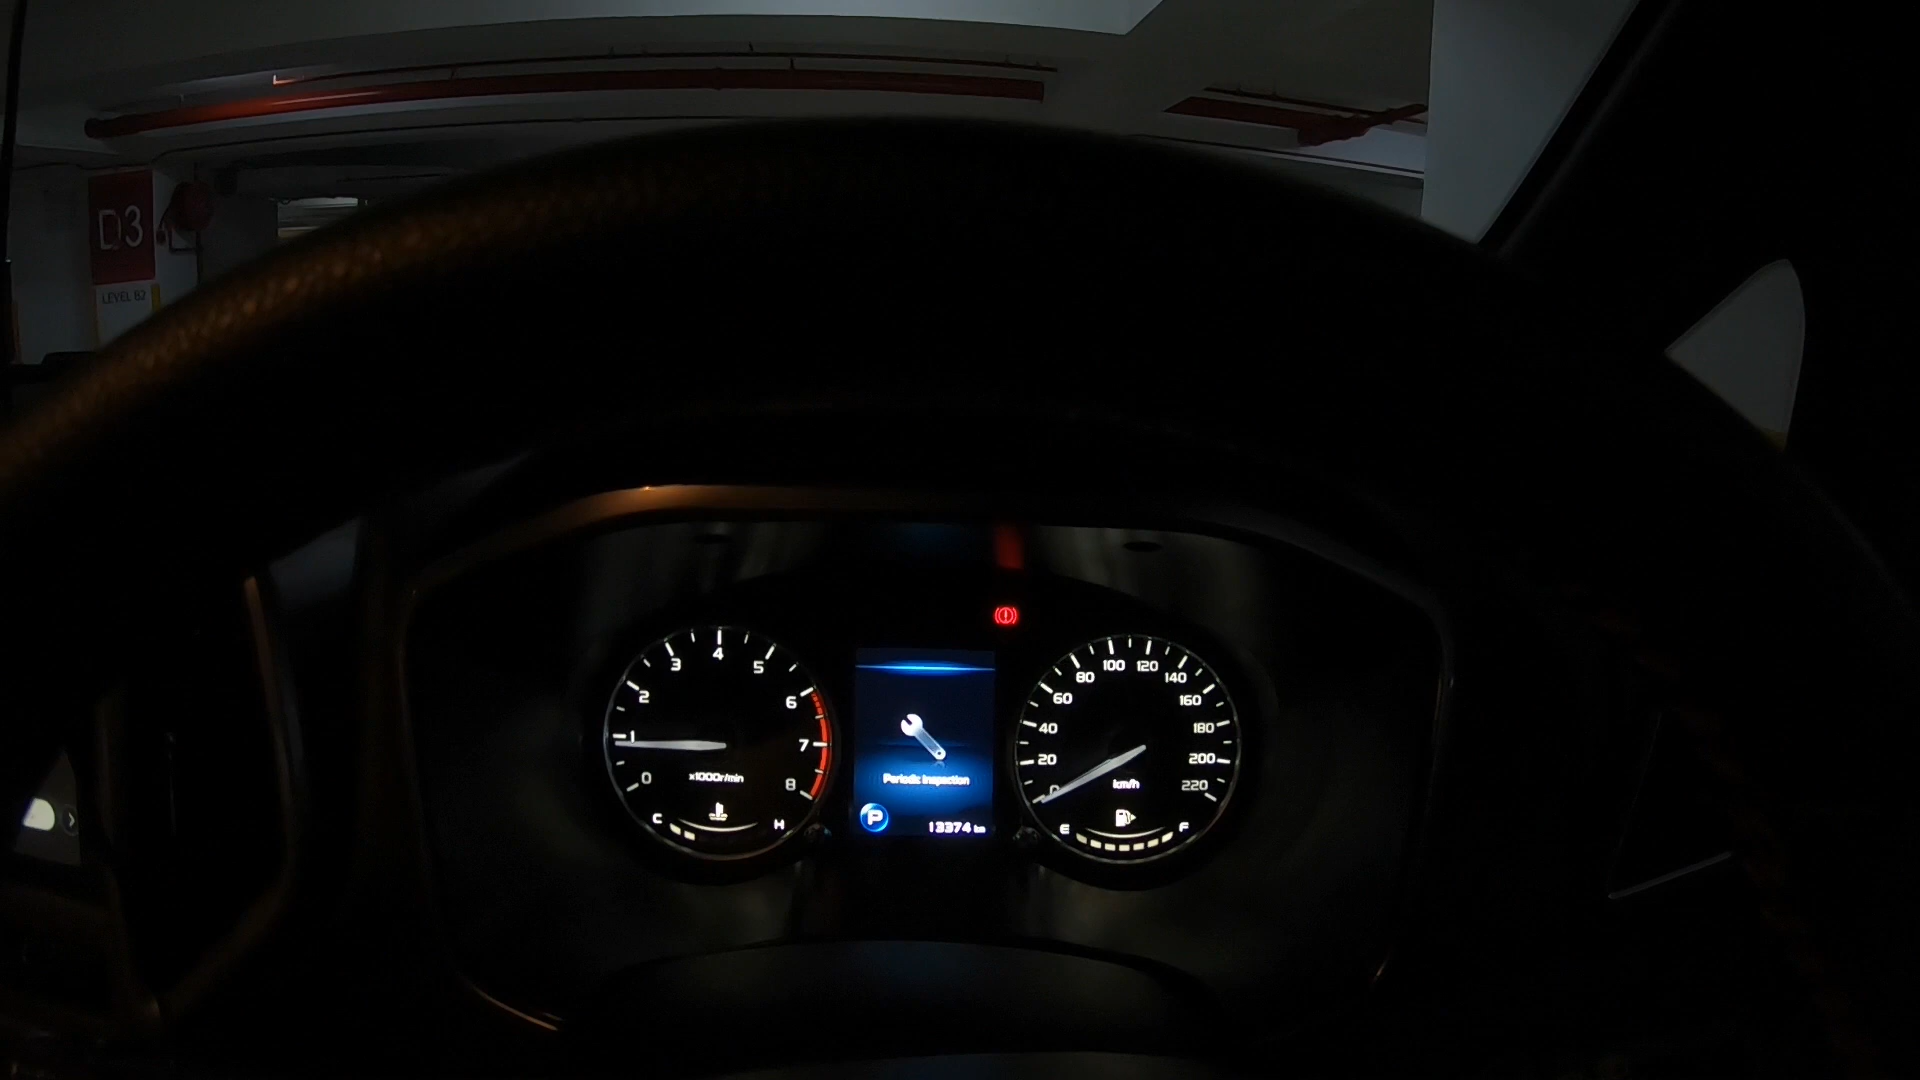 D3
LEVEL B2
0 1 2 3 4 5 6 7 8
x1000r/min
C H
Periodic Inspection
P
13374 km
0 20 40 60 80 100 120 140 160 180 200 220
km/h
E F